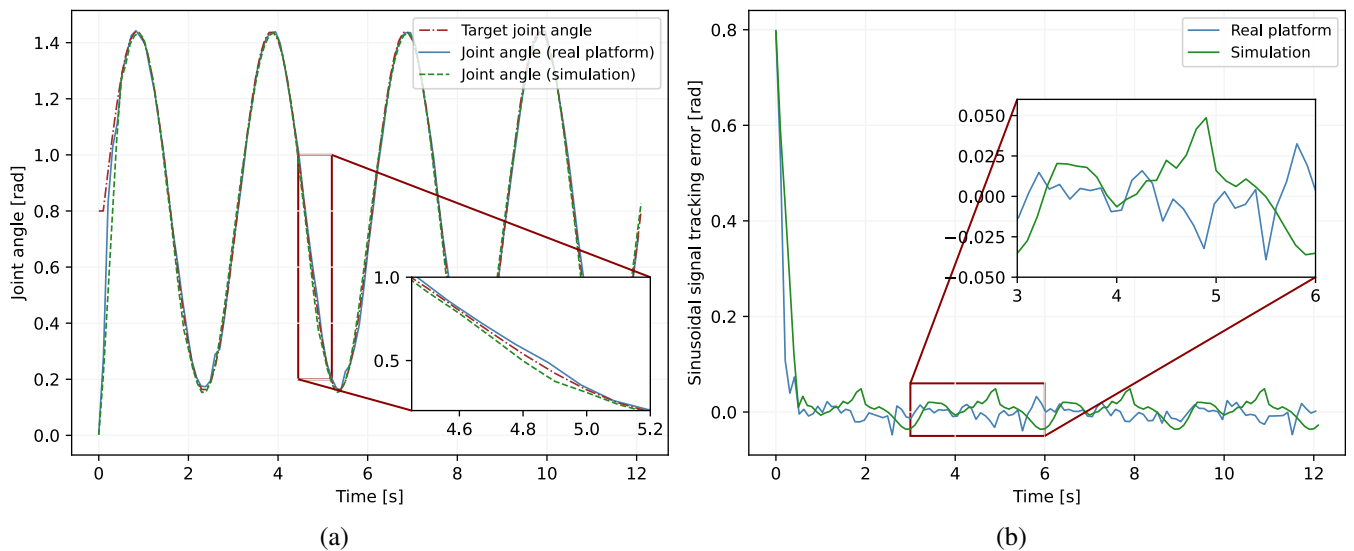 Target joint angle
Joint angle (real platform)
Joint angle (simulation)
Joint angle [rad]
1.4
1.2
1.0
0.8
0.6
0.4
0.2
0.0
1.0
0.5
4.6 4.8 5.0 5.2
0 2 4 6 8 10 12
Time [s]
(a)
Real platform
Simulation
Sinusoidal signal tracking error [rad]
0.8
0.6
0.4
0.2
0.0
0.050
0.025
0.000
−0.025
−0.050
3 4 5 6
0 2 4 6 8 10 12
Time [s]
(b)